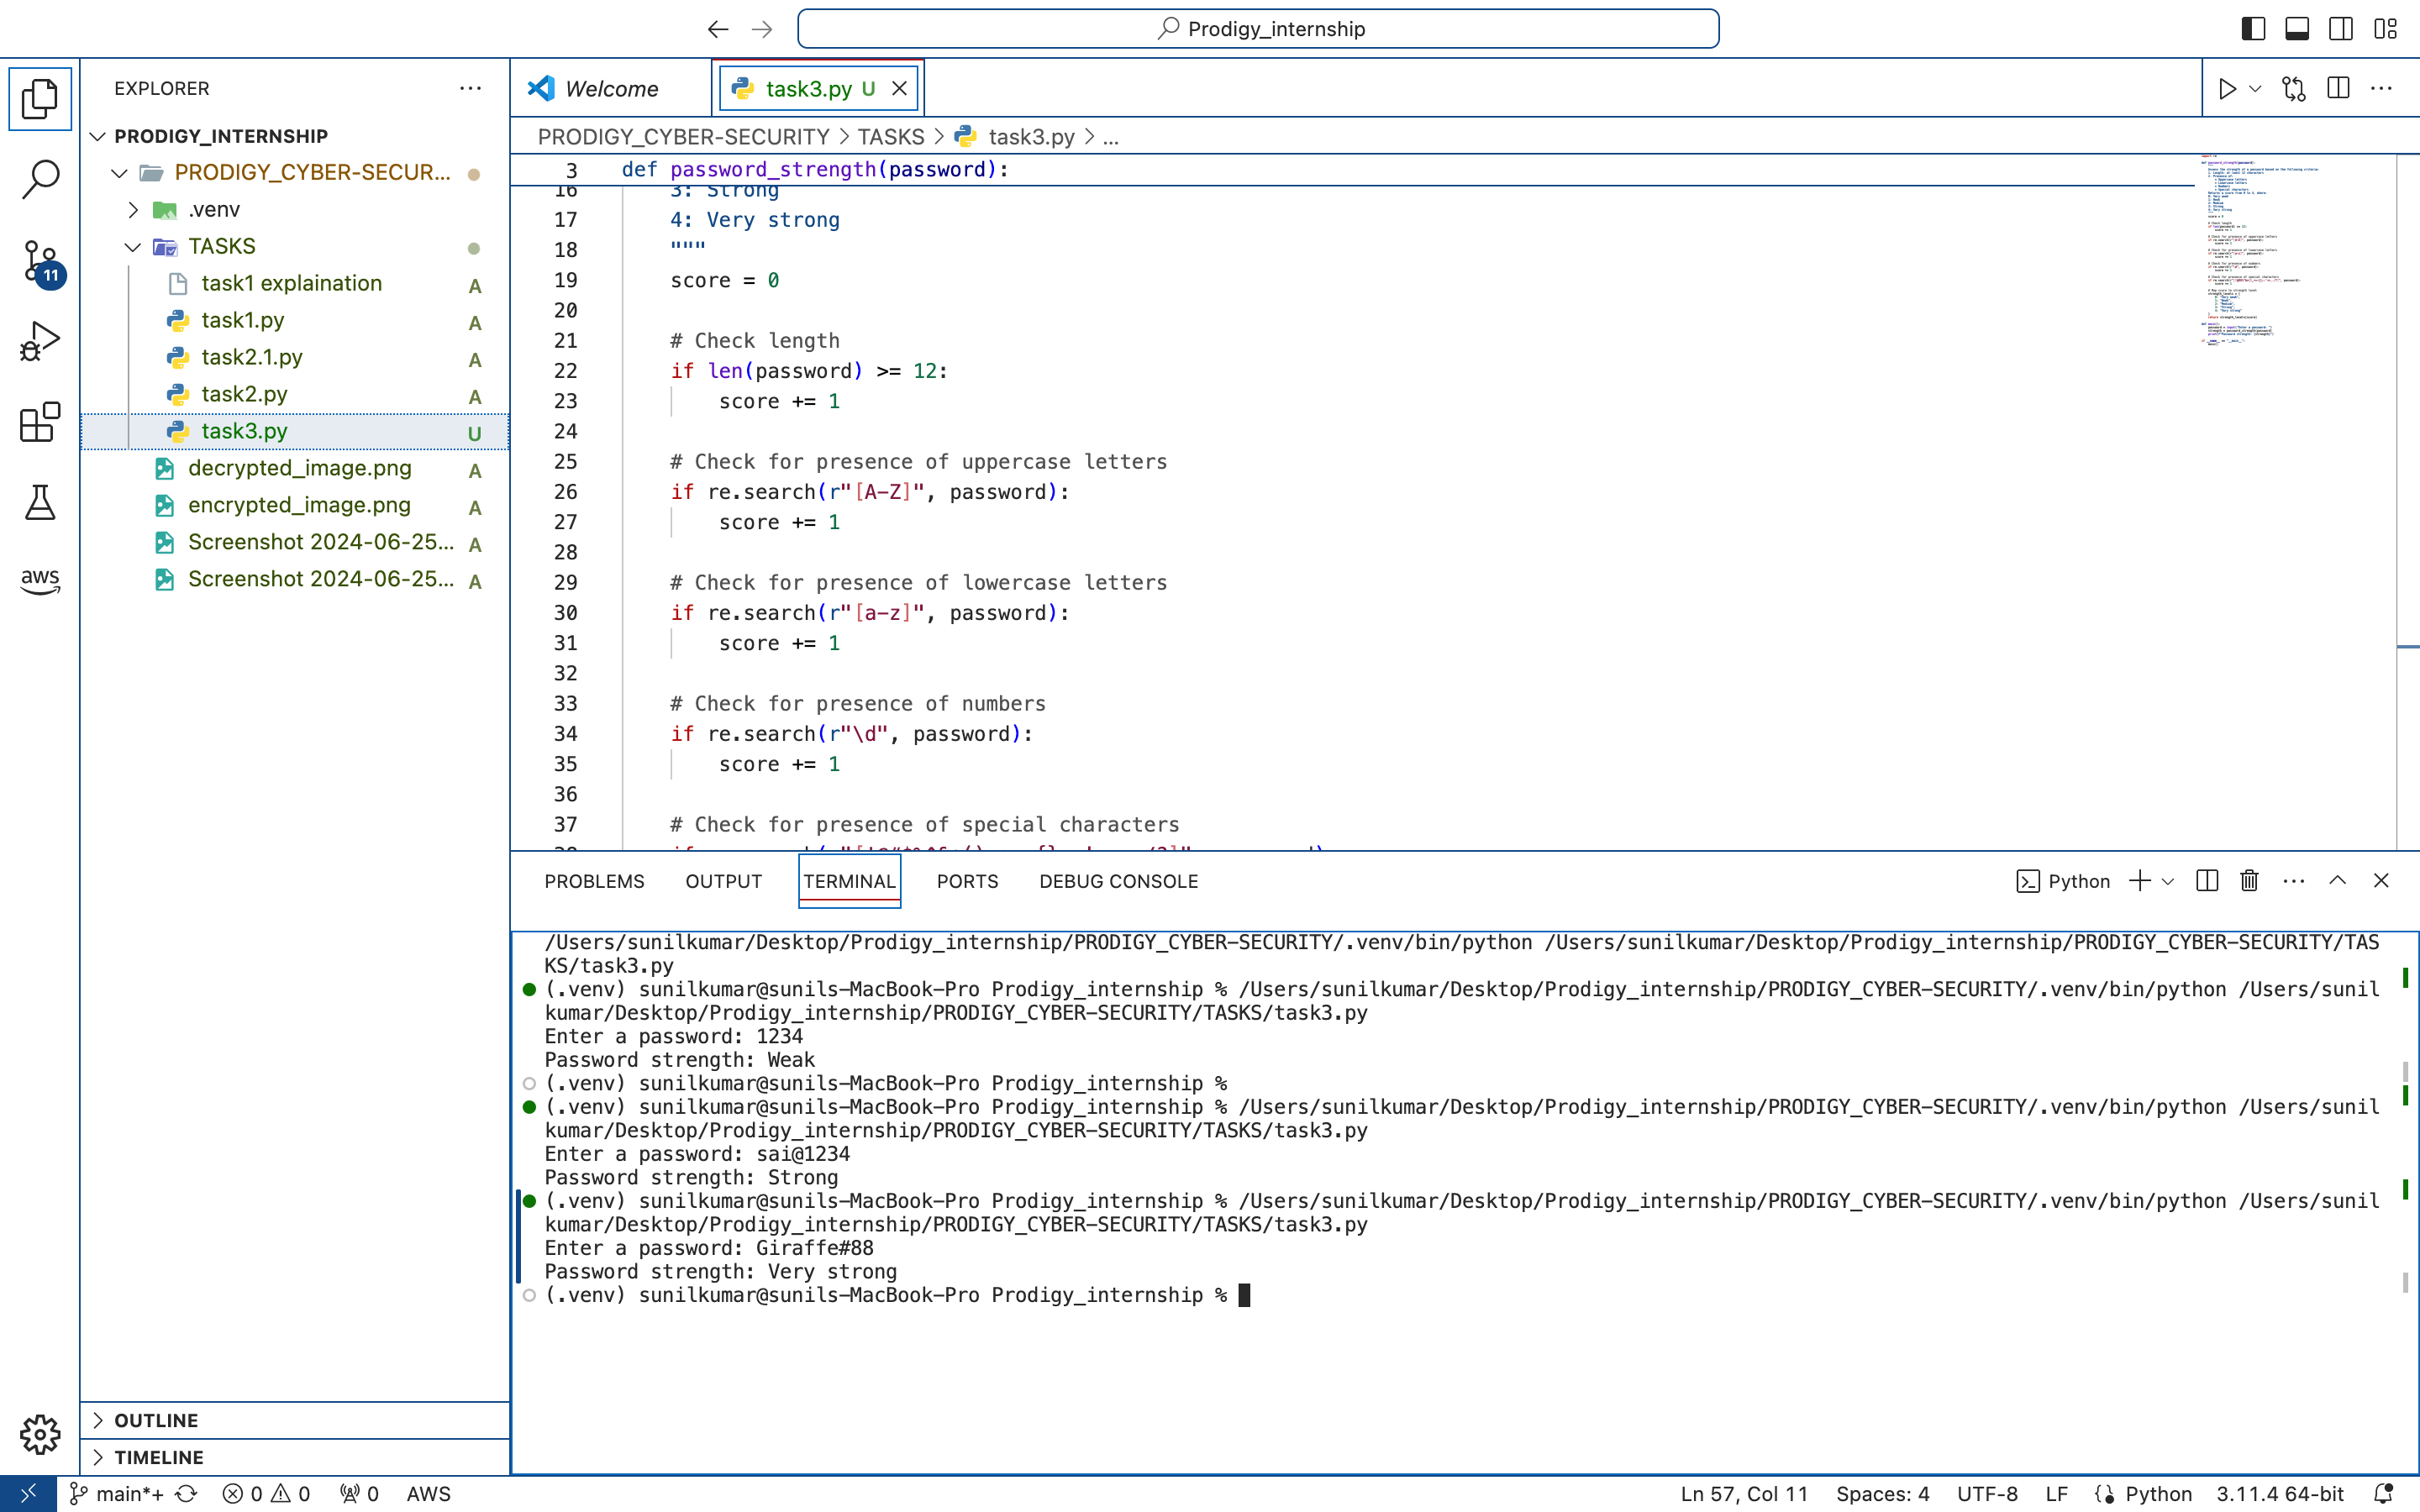 Prodigy_internship
EXPLORER
PRODIGY_INTERNSHIP
PRODIGY_CYBER-SECUR...
.venv
TASKS
task1 explaination A
task1.py A
task2.1.py A
task2.py A
task3.py U
decrypted_image.png A
encrypted_image.png A
Screenshot 2024-06-25... A
Screenshot 2024-06-25... A
OUTLINE
TIMELINE
11
aws
Welcome
task3.py U
PRODIGY_CYBER-SECURITY > TASKS > task3.py > ...
3 def password_strength(password):
16 3: Strong
17 4: Very strong
18 """
19 score = 0
20
21 # Check length
22 if len(password) >= 12:
23 score += 1
24
25 # Check for presence of uppercase letters
26 if re.search(r"[A-Z]", password):
27 score += 1
28
29 # Check for presence of lowercase letters
30 if re.search(r"[a-z]", password):
31 score += 1
32
33 # Check for presence of numbers
34 if re.search(r"\d", password):
35 score += 1
36
37 # Check for presence of special characters
PROBLEMS OUTPUT TERMINAL PORTS DEBUG CONSOLE
Python
/Users/sunilkumar/Desktop/Prodigy_internship/PRODIGY_CYBER-SECURITY/.venv/bin/python /Users/sunilkumar/Desktop/Prodigy_internship/PRODIGY_CYBER-SECURITY/TAS
KS/task3.py
(.venv) sunilkumar@sunils-MacBook-Pro Prodigy_internship % /Users/sunilkumar/Desktop/Prodigy_internship/PRODIGY_CYBER-SECURITY/.venv/bin/python /Users/sunil
kumar/Desktop/Prodigy_internship/PRODIGY_CYBER-SECURITY/TASKS/task3.py
Enter a password: 1234
Password strength: Weak
(.venv) sunilkumar@sunils-MacBook-Pro Prodigy_internship %
(.venv) sunilkumar@sunils-MacBook-Pro Prodigy_internship % /Users/sunilkumar/Desktop/Prodigy_internship/PRODIGY_CYBER-SECURITY/.venv/bin/python /Users/sunil
kumar/Desktop/Prodigy_internship/PRODIGY_CYBER-SECURITY/TASKS/task3.py
Enter a password: sai@1234
Password strength: Strong
(.venv) sunilkumar@sunils-MacBook-Pro Prodigy_internship % /Users/sunilkumar/Desktop/Prodigy_internship/PRODIGY_CYBER-SECURITY/.venv/bin/python /Users/sunil
kumar/Desktop/Prodigy_internship/PRODIGY_CYBER-SECURITY/TASKS/task3.py
Enter a password: Giraffe#88
Password strength: Very strong
(.venv) sunilkumar@sunils-MacBook-Pro Prodigy_internship %
main*+ 0 0 0 AWS Ln 57, Col 11 Spaces: 4 UTF-8 LF Python 3.11.4 64-bit